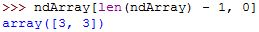 >>> ndArray[len(ndArray) - 1, 0]
array([3, 3])